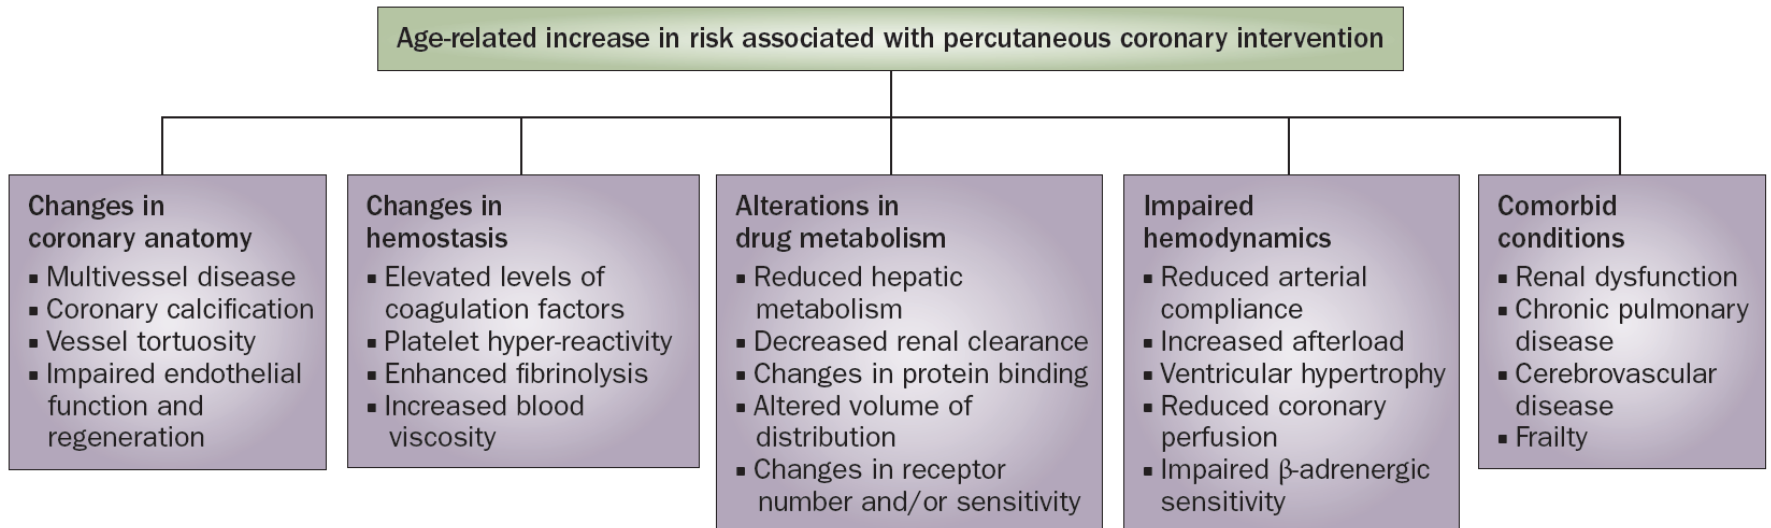 Age-related increase in risk associated with percutaneous coronary intervention
Changes in
coronary anatomy
▪ Multivessel disease
▪ Coronary calcification
▪ Vessel tortuosity
▪ Impaired endothelial
function and
regeneration
Changes in
hemostasis
▪ Elevated levels of
coagulation factors
▪ Platelet hyper-reactivity
▪ Enhanced fibrinolysis
▪ Increased blood
viscosity
Alterations in
drug metabolism
▪ Reduced hepatic
metabolism
▪ Decreased renal clearance
▪ Changes in protein binding
▪ Altered volume of
distribution
▪ Changes in receptor
number and/or sensitivity
Impaired
hemodynamics
▪ Reduced arterial
compliance
▪ Increased afterload
▪ Ventricular hypertrophy
▪ Reduced coronary
perfusion
▪ Impaired β-adrenergic
sensitivity
Comorbid
conditions
▪ Renal dysfunction
▪ Chronic pulmonary
disease
▪ Cerebrovascular
disease
▪ Frailty